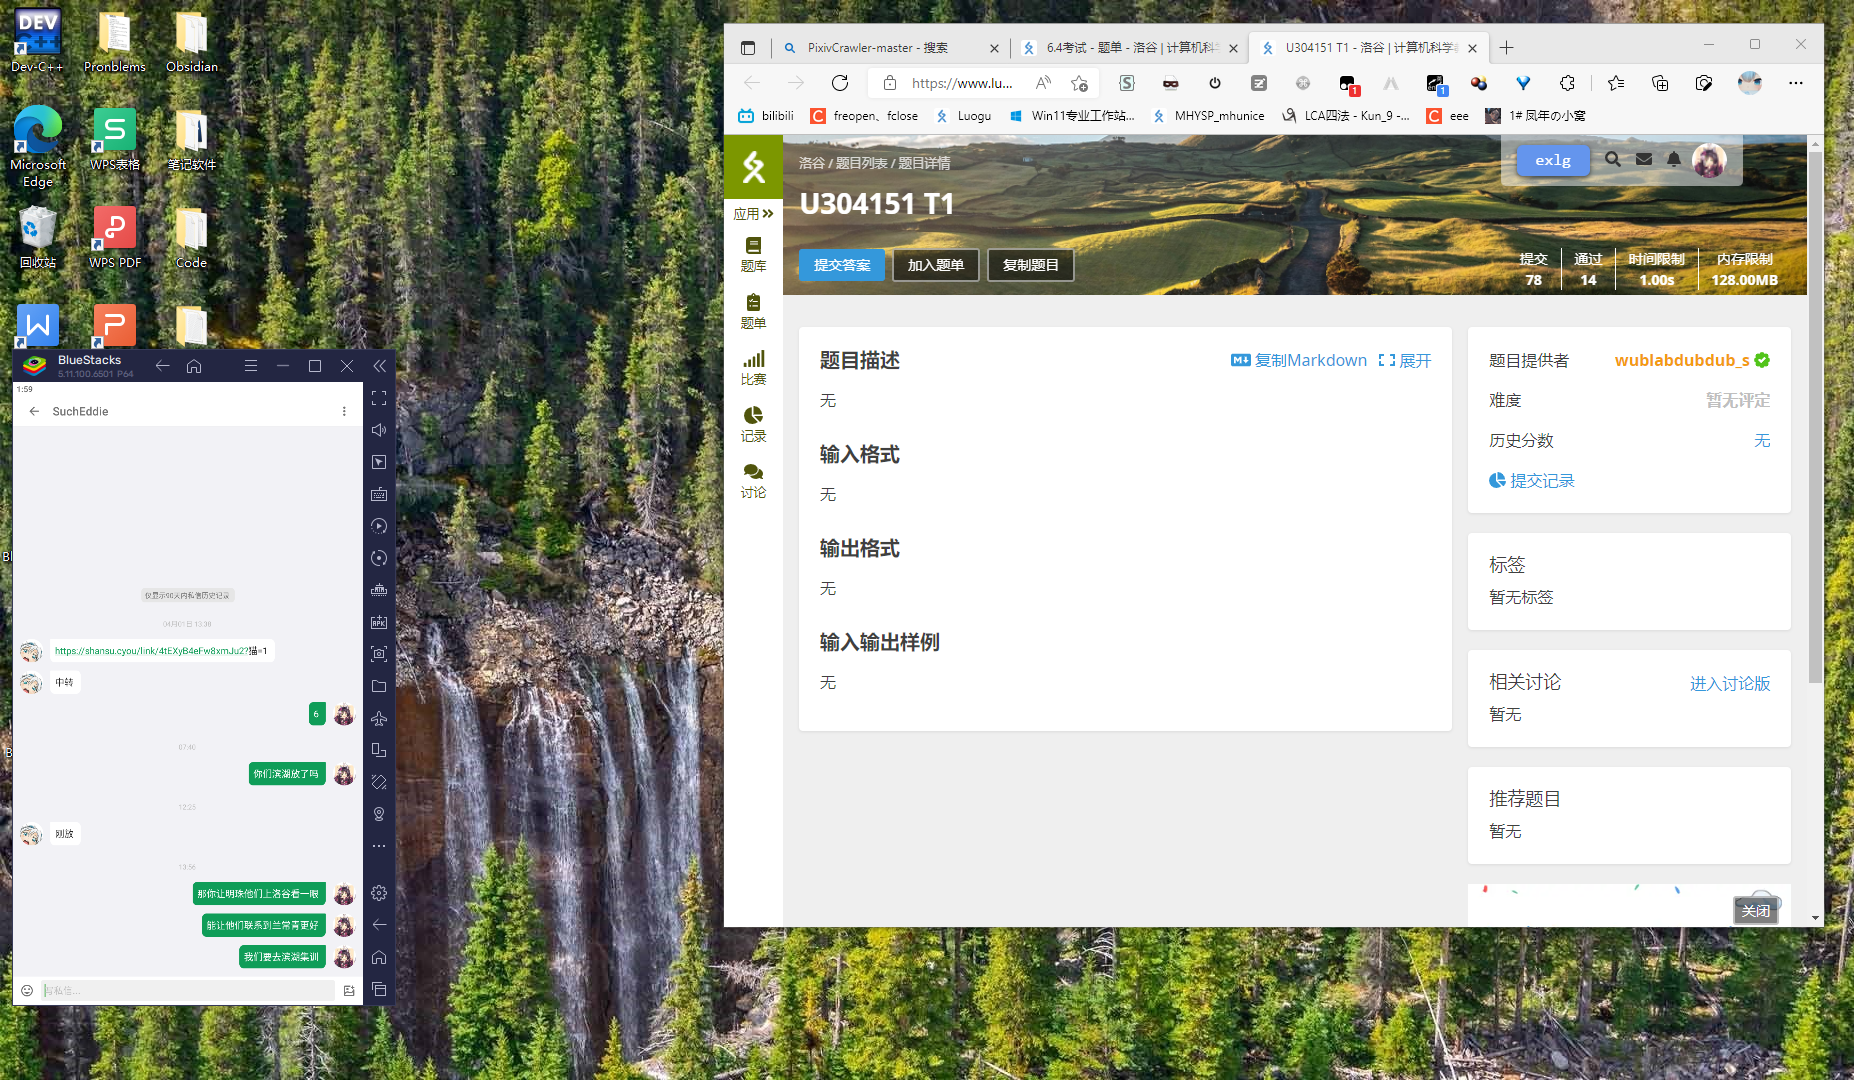 Dev-C++
Pronblems
Obsidian
Microsoft Edge
WPS表格
笔记软件
回收站
WPS PDF
Code
BlueStacks
5.11.100.6501 P64
1:59
SuchEddie
仅显示90天内私信历史记录
04月01日 13:38
https://shansu.cyou/link/4tEXyB4eFw8xmJu2?猫=1
中转
6
07:40
你们滨湖放了吗
12:23
刚放
13:56
那你让明珠他们上洛谷看一眼
能让他们联系到兰常青更好
我们要去滨湖集训
写私信...
PixivCrawler-master - 搜索
6.4考试 - 题单 - 洛谷 | 计算机科学
U304151 T1 - 洛谷 | 计算机科学
https://www.lu...
bilibili
freopen、fclose
Luogu
Win11专业工作站...
MHYSP_mhunice
LCA四法 - Kun_9 -...
eee
1# 凤年の小窝
洛谷 / 题目列表 / 题目详情
exlg
U304151 T1
提交答案
加入题单
复制题目
提交
78
通过
14
时间限制
1.00s
内存限制
128.00MB
应用
题库
题单
比赛
记录
讨论
题目描述
复制Markdown
展开
无
输入格式
无
输出格式
无
输入输出样例
无
题目提供者
wublabdubdub_s
难度
暂无评定
历史分数
无
提交记录
标签
暂无标签
相关讨论
进入讨论版
暂无
推荐题目
暂无
关闭